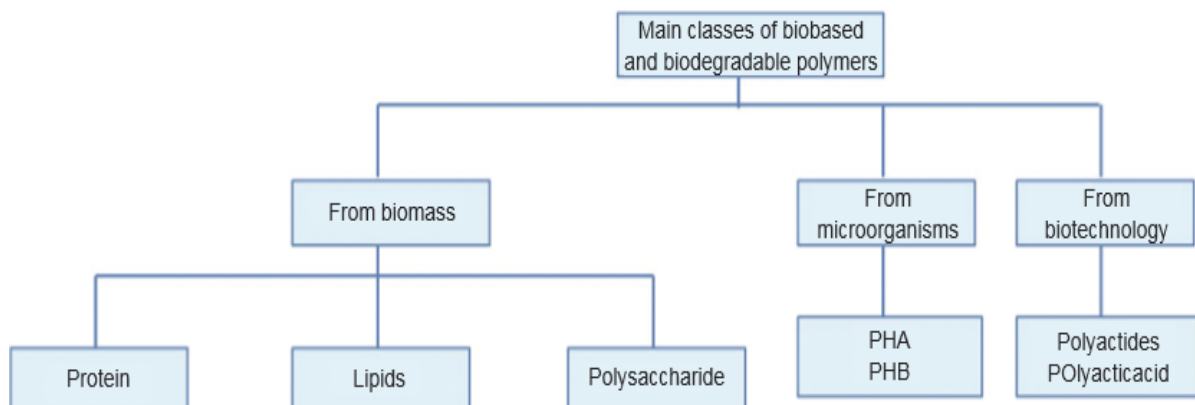 Main classes of biobased
and biodegradable polymers
From biomass
From
microorganisms
From
biotechnology
Protein
Lipids
Polysaccharide
PHA
PHB
Polyactides
POlyacticacid